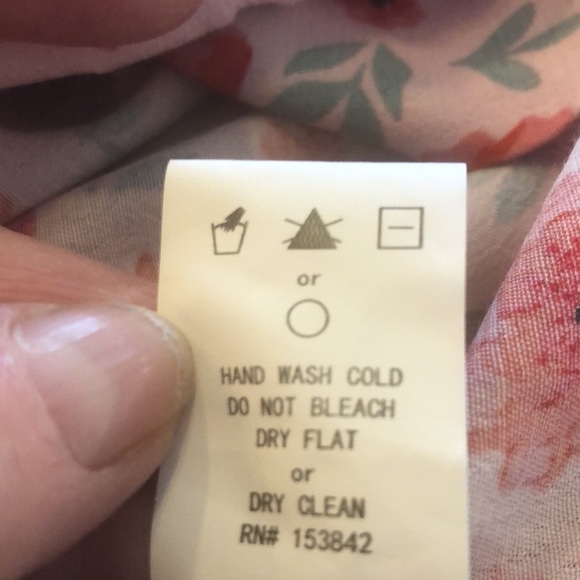 or
HAND WASH COLD
DO NOT BLEACH
DRY FLAT
or
DRY CLEAN
RN# 153842